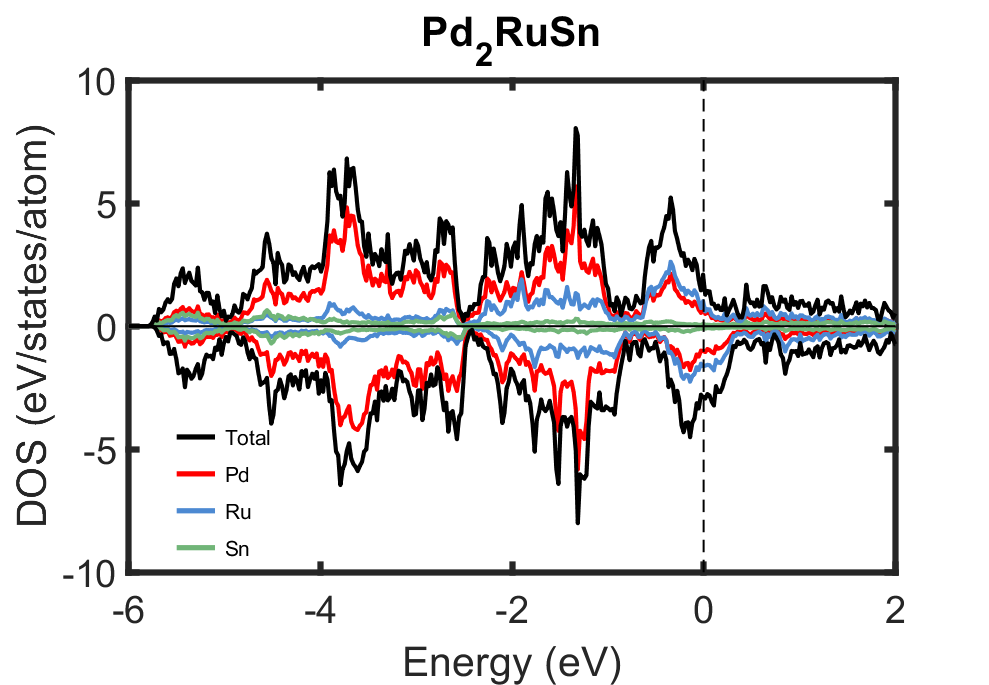 Pd2RuSn
DOS (eV/states/atom)
10
5
0
-5
-10
Total
Pd
Ru
Sn
-6
-4
-2
0
2
Energy (eV)